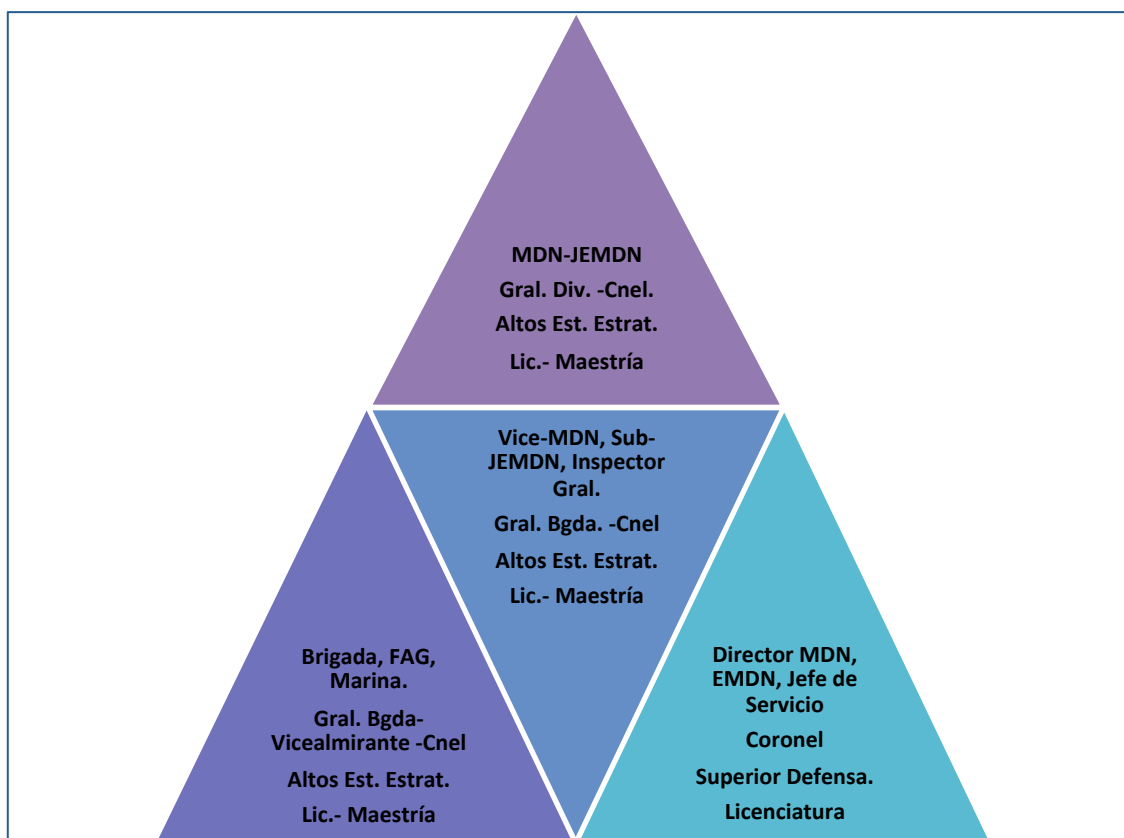 MDN-JEMDN
Gral. Div. -Cnel.
Altos Est. Estrat.
Lic.- Maestría
Vice-MDN, Sub-
JEMDN, Inspector
Gral.
Gral. Bgda. -Cnel
Altos Est. Estrat.
Lic.- Maestría
Brigada, FAG,
Marina.
Gral. Bgda-
Vicealmirante -Cnel
Altos Est. Estrat.
Lic.- Maestría
Director MDN,
EMDN, Jefe de
Servicio
Coronel
Superior Defensa.
Licenciatura